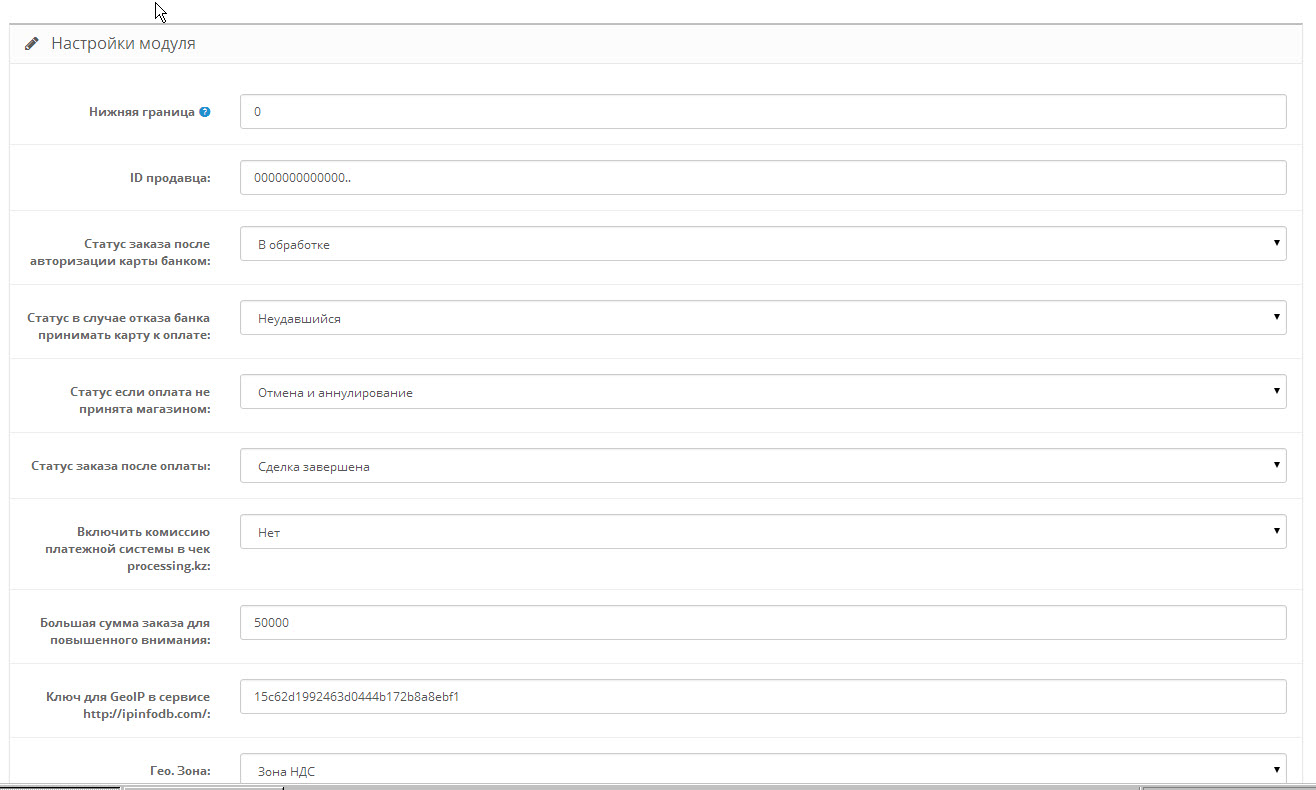 Настройки модуля
Нижняя граница ?
0
ID продавца:
0000000000000..
Статус заказа после
авторизации карты банком:
В обработке
Статус в случае отказа банка
принимать карту к оплате:
Неудавшийся
Статус если оплата не
принята магазином:
Отмена и аннулирование
Статус заказа после оплаты:
Сделка завершена
Включить комиссию
платежной системы в чек
processing.kz:
Нет
Большая сумма заказа для
повышенного внимания:
50000
Ключ для GeoIP в сервисе
http://ipinfodb.com/:
15c62d1992463d0444b172b8a8ebf1
Гео. Зона:
Зона НДС